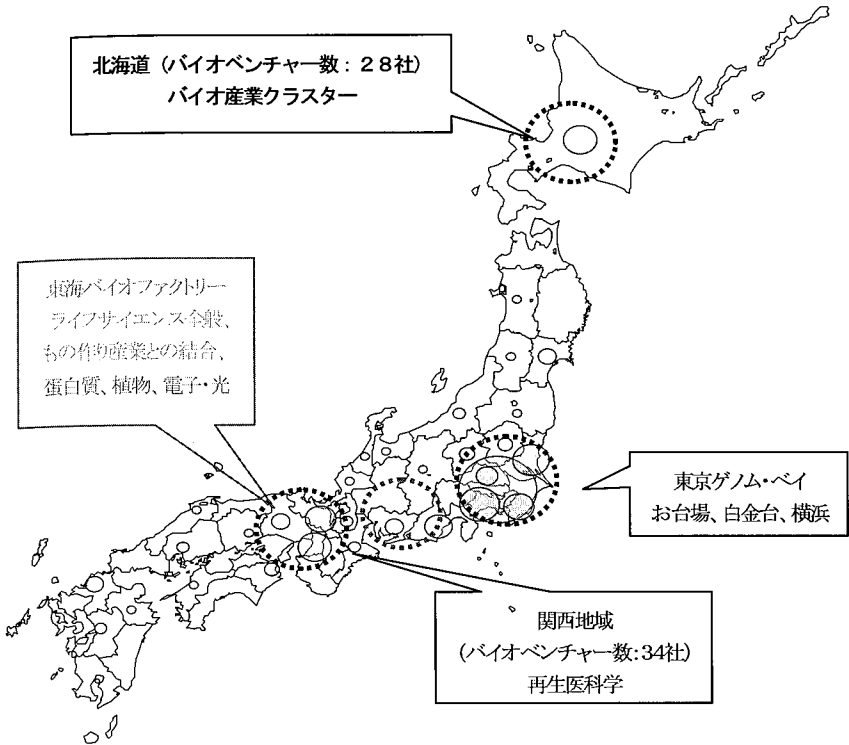 北海道（バイオベンチャー数：２８社）
バイオ産業クラスター
東海バイオファクトリー
ライフサイエンス全般、
もの作り産業との結合、
蛋白質、植物、電子・光
東京ゲノム・ベイ
お台場、白金台、横浜
関西地域
（バイオベンチャー数:34社）
再生医科学